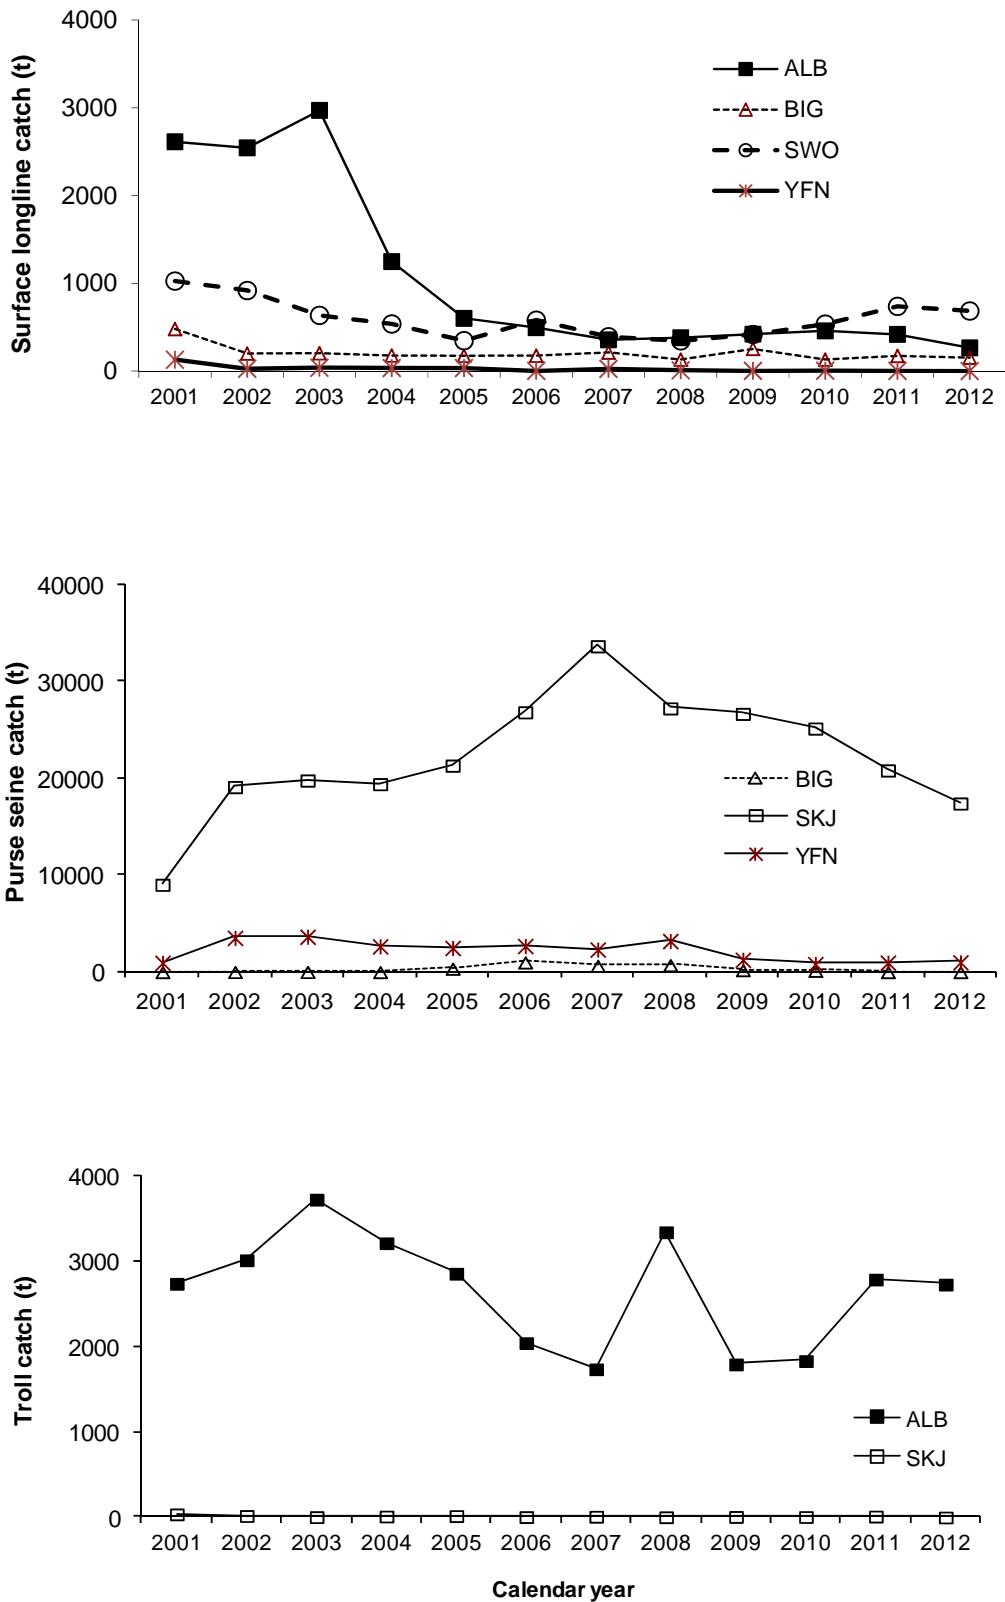 Surface longline catch (t)
4000
3000
2000
1000
0
ALB
BIG
SWO
YFN
2001 2002 2003 2004 2005 2006 2007 2008 2009 2010 2011 2012
Purse seine catch (t)
40000
30000
20000
10000
0
BIG
SKJ
YFN
2001 2002 2003 2004 2005 2006 2007 2008 2009 2010 2011 2012
Troll catch (t)
4000
3000
2000
1000
0
ALB
SKJ
2001 2002 2003 2004 2005 2006 2007 2008 2009 2010 2011 2012
Calendar year